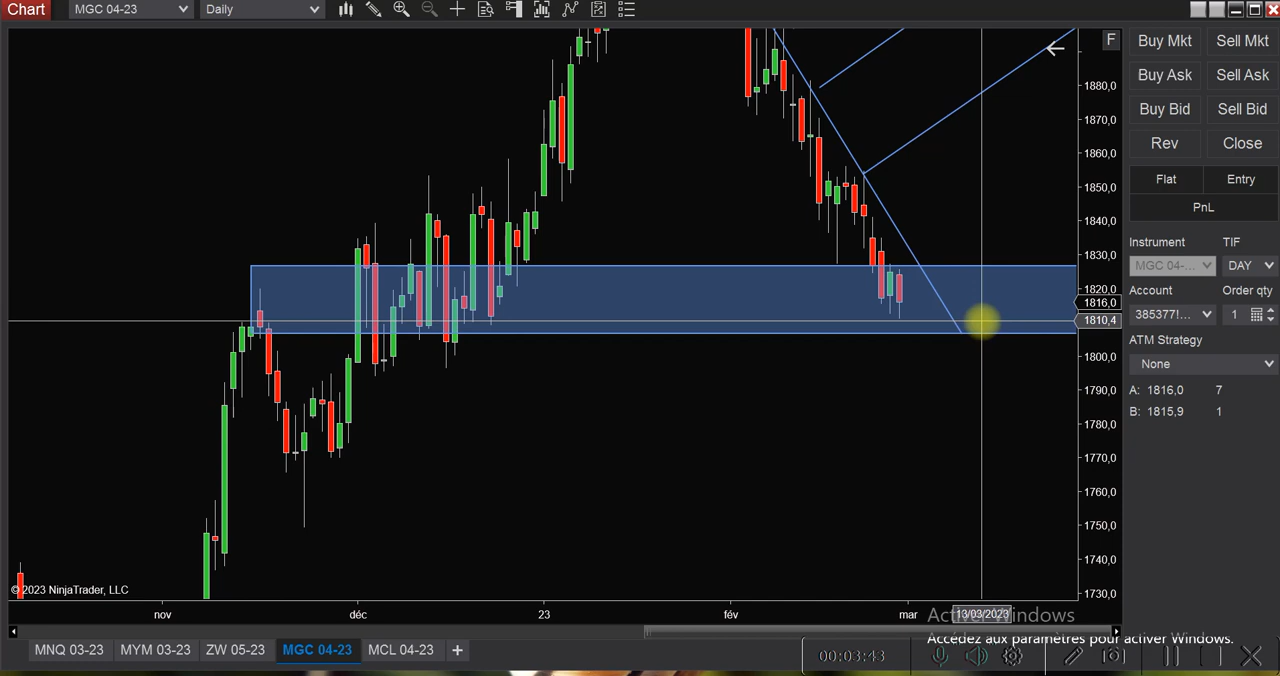 Chart MGC 04-23 Daily
F
1880,0
1870,0
1860,0
1850,0
1840,0
1830,0
1820,0
1816,0
1810,4
1800,0
1790,0
1780,0
1770,0
1760,0
1750,0
1740,0
1730,0
© 2023 NinjaTrader, LLC
nov déc 23 fév mar 13/03/2023
Buy Mkt Sell Mkt
Buy Ask Sell Ask
Buy Bid Sell Bid
Rev Close
Flat Entry
PnL
Instrument TIF
MGC 04-... DAY
Account Order qty
385377!... 1
ATM Strategy
None
A: 1816,0 7
B: 1815,9 1
Activer Windows
Accédez aux paramètres pour activer Windows.
MNQ 03-23 MYM 03-23 ZW 05-23 MGC 04-23 MCL 04-23 +
00:03:43